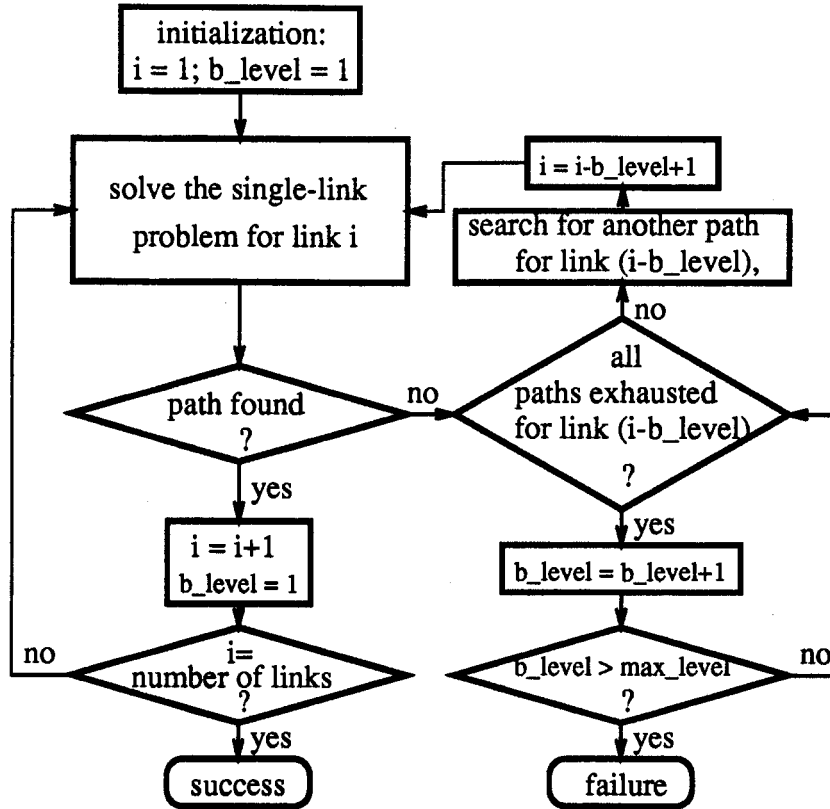 initialization:
i = 1; b_level = 1
solve the single-link
problem for link i
i = i-b_level+1
search for another path
for link (i-b_level),
no
path found
?
no
all
paths exhausted
for link (i-b_level)
?
yes
yes
i = i+1
b_level = 1
b_level = b_level+1
no
i=
number of links
?
b_level > max_level
?
no
yes
yes
success
failure